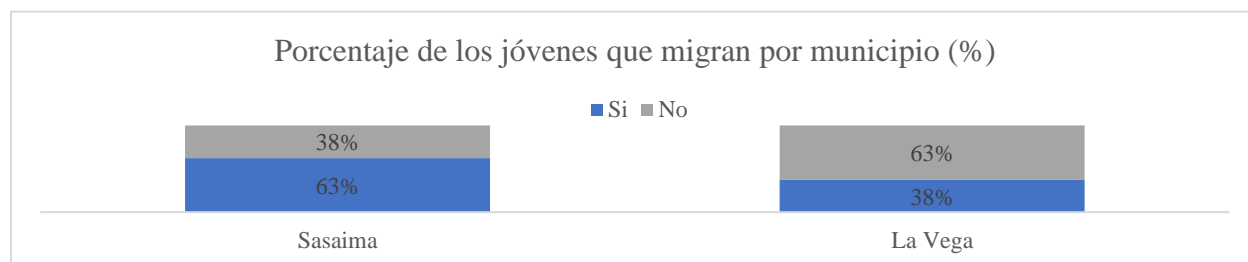 Porcentaje de los jóvenes que migran por municipio (%)
Si No
38% 63%
63% 38%
Sasaima La Vega